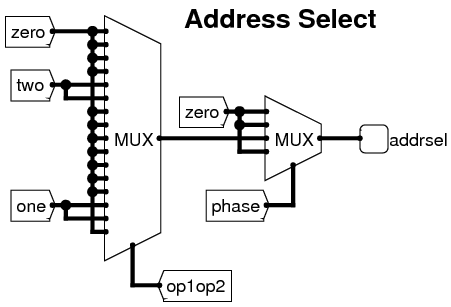 Address Select
zero
two
zero
MUX
MUX
addrsel
one
phase
op1op2